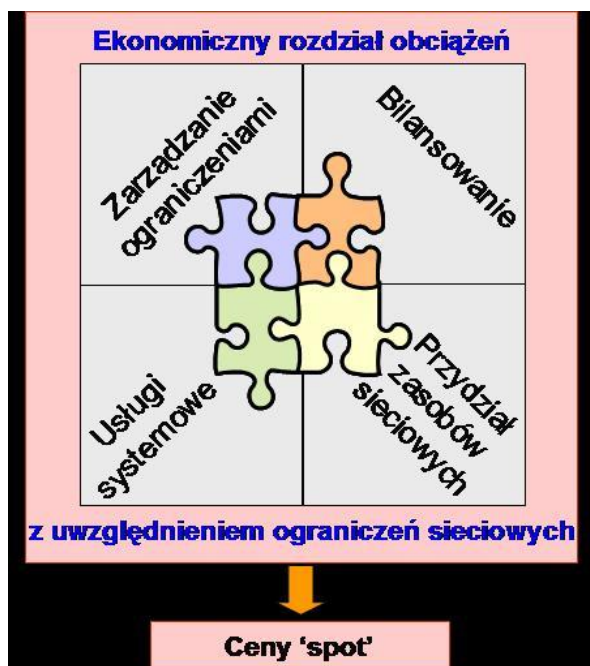 Ekonomiczny rozdział obciążeń
Zarządzanie
ograniczeniami
Bilansowanie
Usługi
systemowe
Przydział
zasobów
sieciowych
z uwzględnieniem ograniczeń sieciowych
Ceny ‘spot’